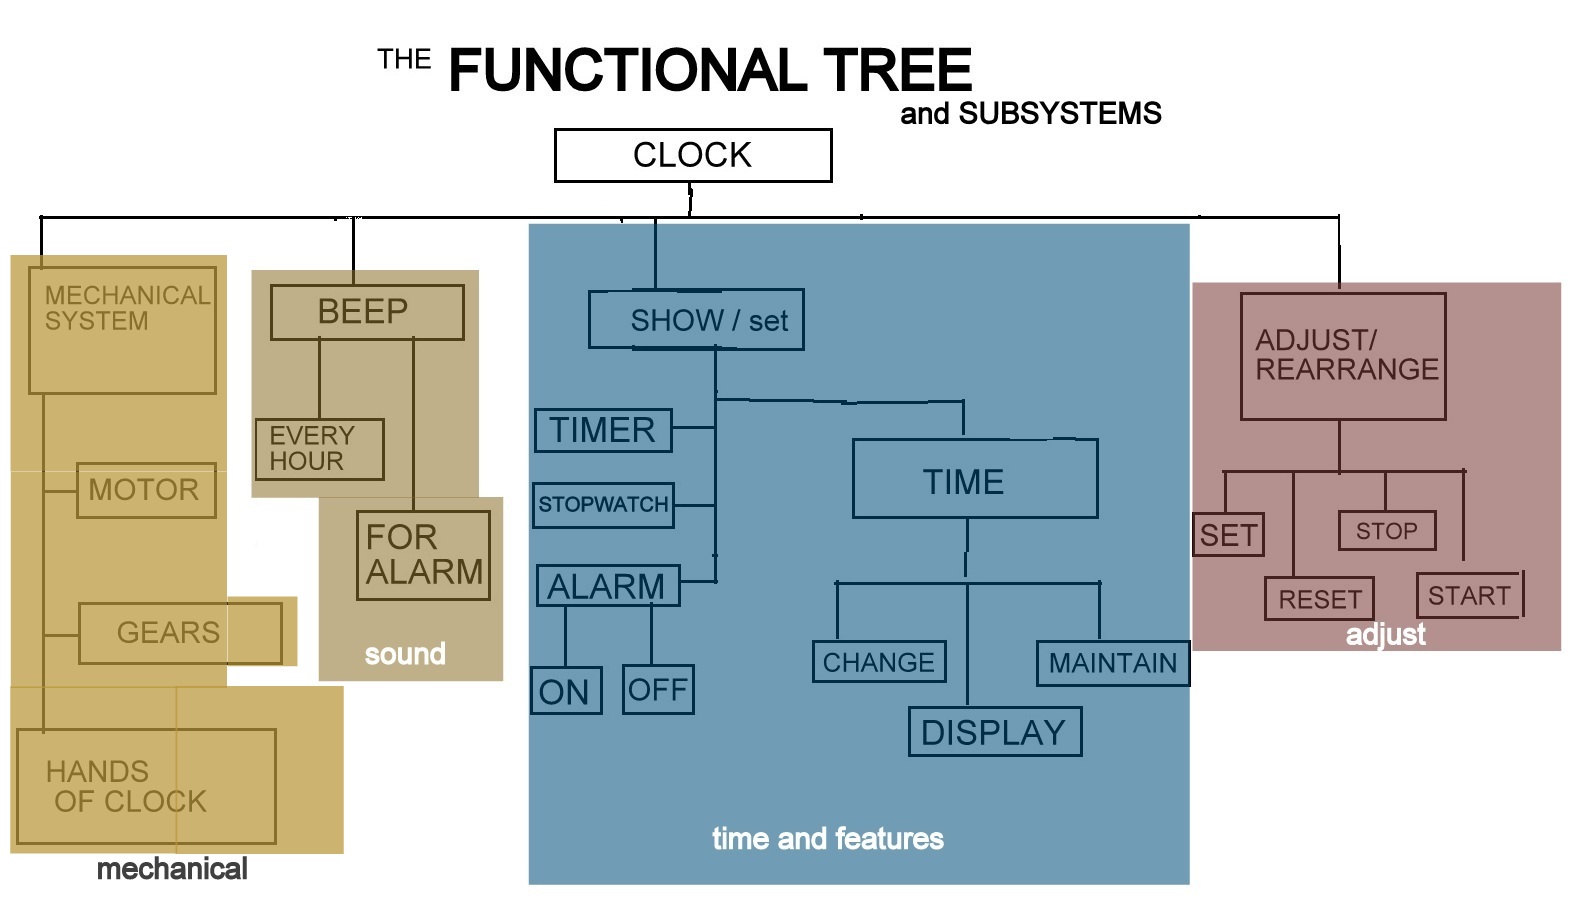 THE FUNCTIONAL TREE
and SUBSYSTEMS
CLOCK
MECHANICAL
SYSTEM
MOTOR
GEARS
HANDS
OF CLOCK
mechanical
BEEP
EVERY
HOUR
FOR
ALARM
sound
SHOW / set
TIMER
STOPWATCH
ALARM
ON
OFF
TIME
CHANGE
DISPLAY
MAINTAIN
time and features
ADJUST/
REARRANGE
SET
RESET
STOP
START
adjust